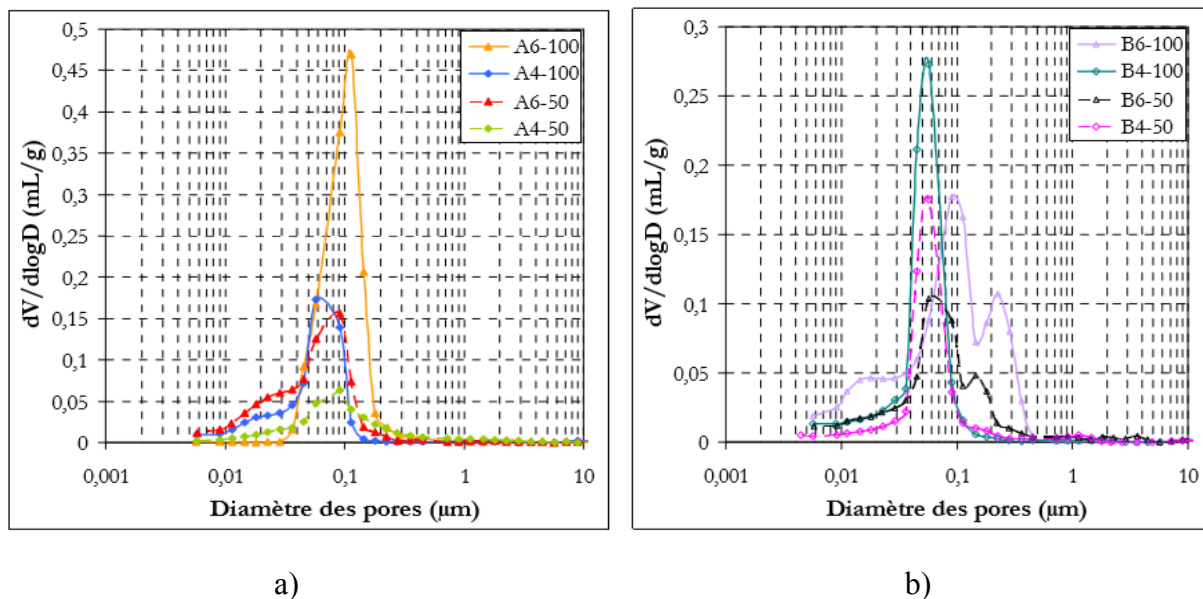 0,5
0,45
0,4
0,35
0,3
0,25
0,2
0,15
0,1
0,05
0
dV/dlogD (mL/g)
0,001
0,01
0,1
1
10
Diamètre des pores (µm)
A6-100
A4-100
A6-50
A4-50
a)
0,3
0,25
0,2
0,15
0,1
0,05
0
dV/dlogD (mL/g)
0,001
0,01
0,1
1
10
Diamètre des pores (µm)
B6-100
B4-100
B6-50
B4-50
b)